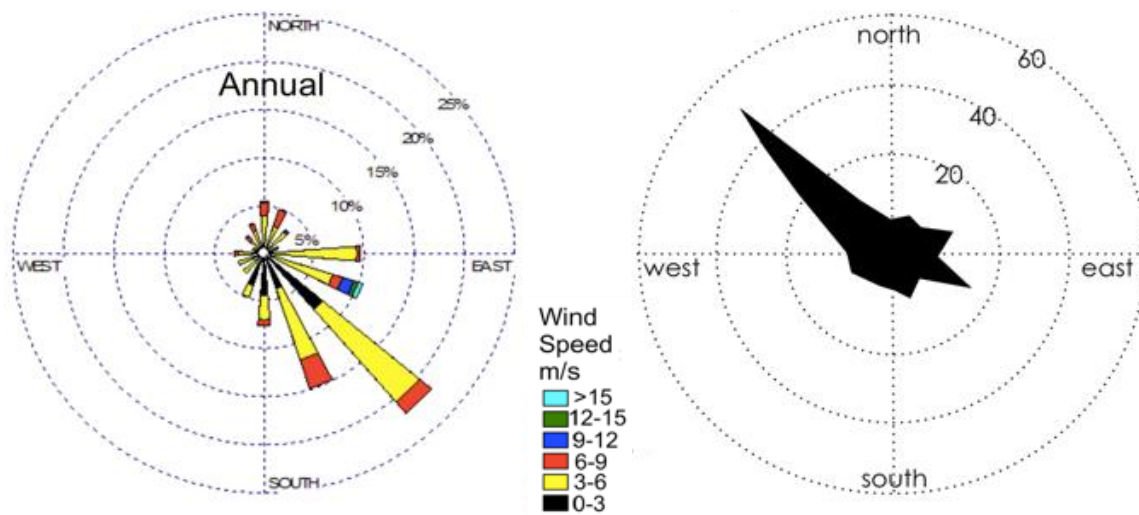 NORTH
Annual
25%
20%
15%
10%
5%
WEST
EAST
SOUTH
Wind
Speed
m/s
>15
12-15
9-12
6-9
3-6
0-3
north
60
40
20
west
east
south